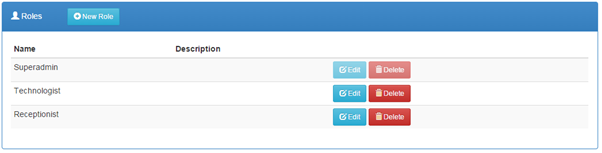 Roles New Role
Name Description
Superadmin Edit Delete
Technologist Edit Delete
Receptionist Edit Delete